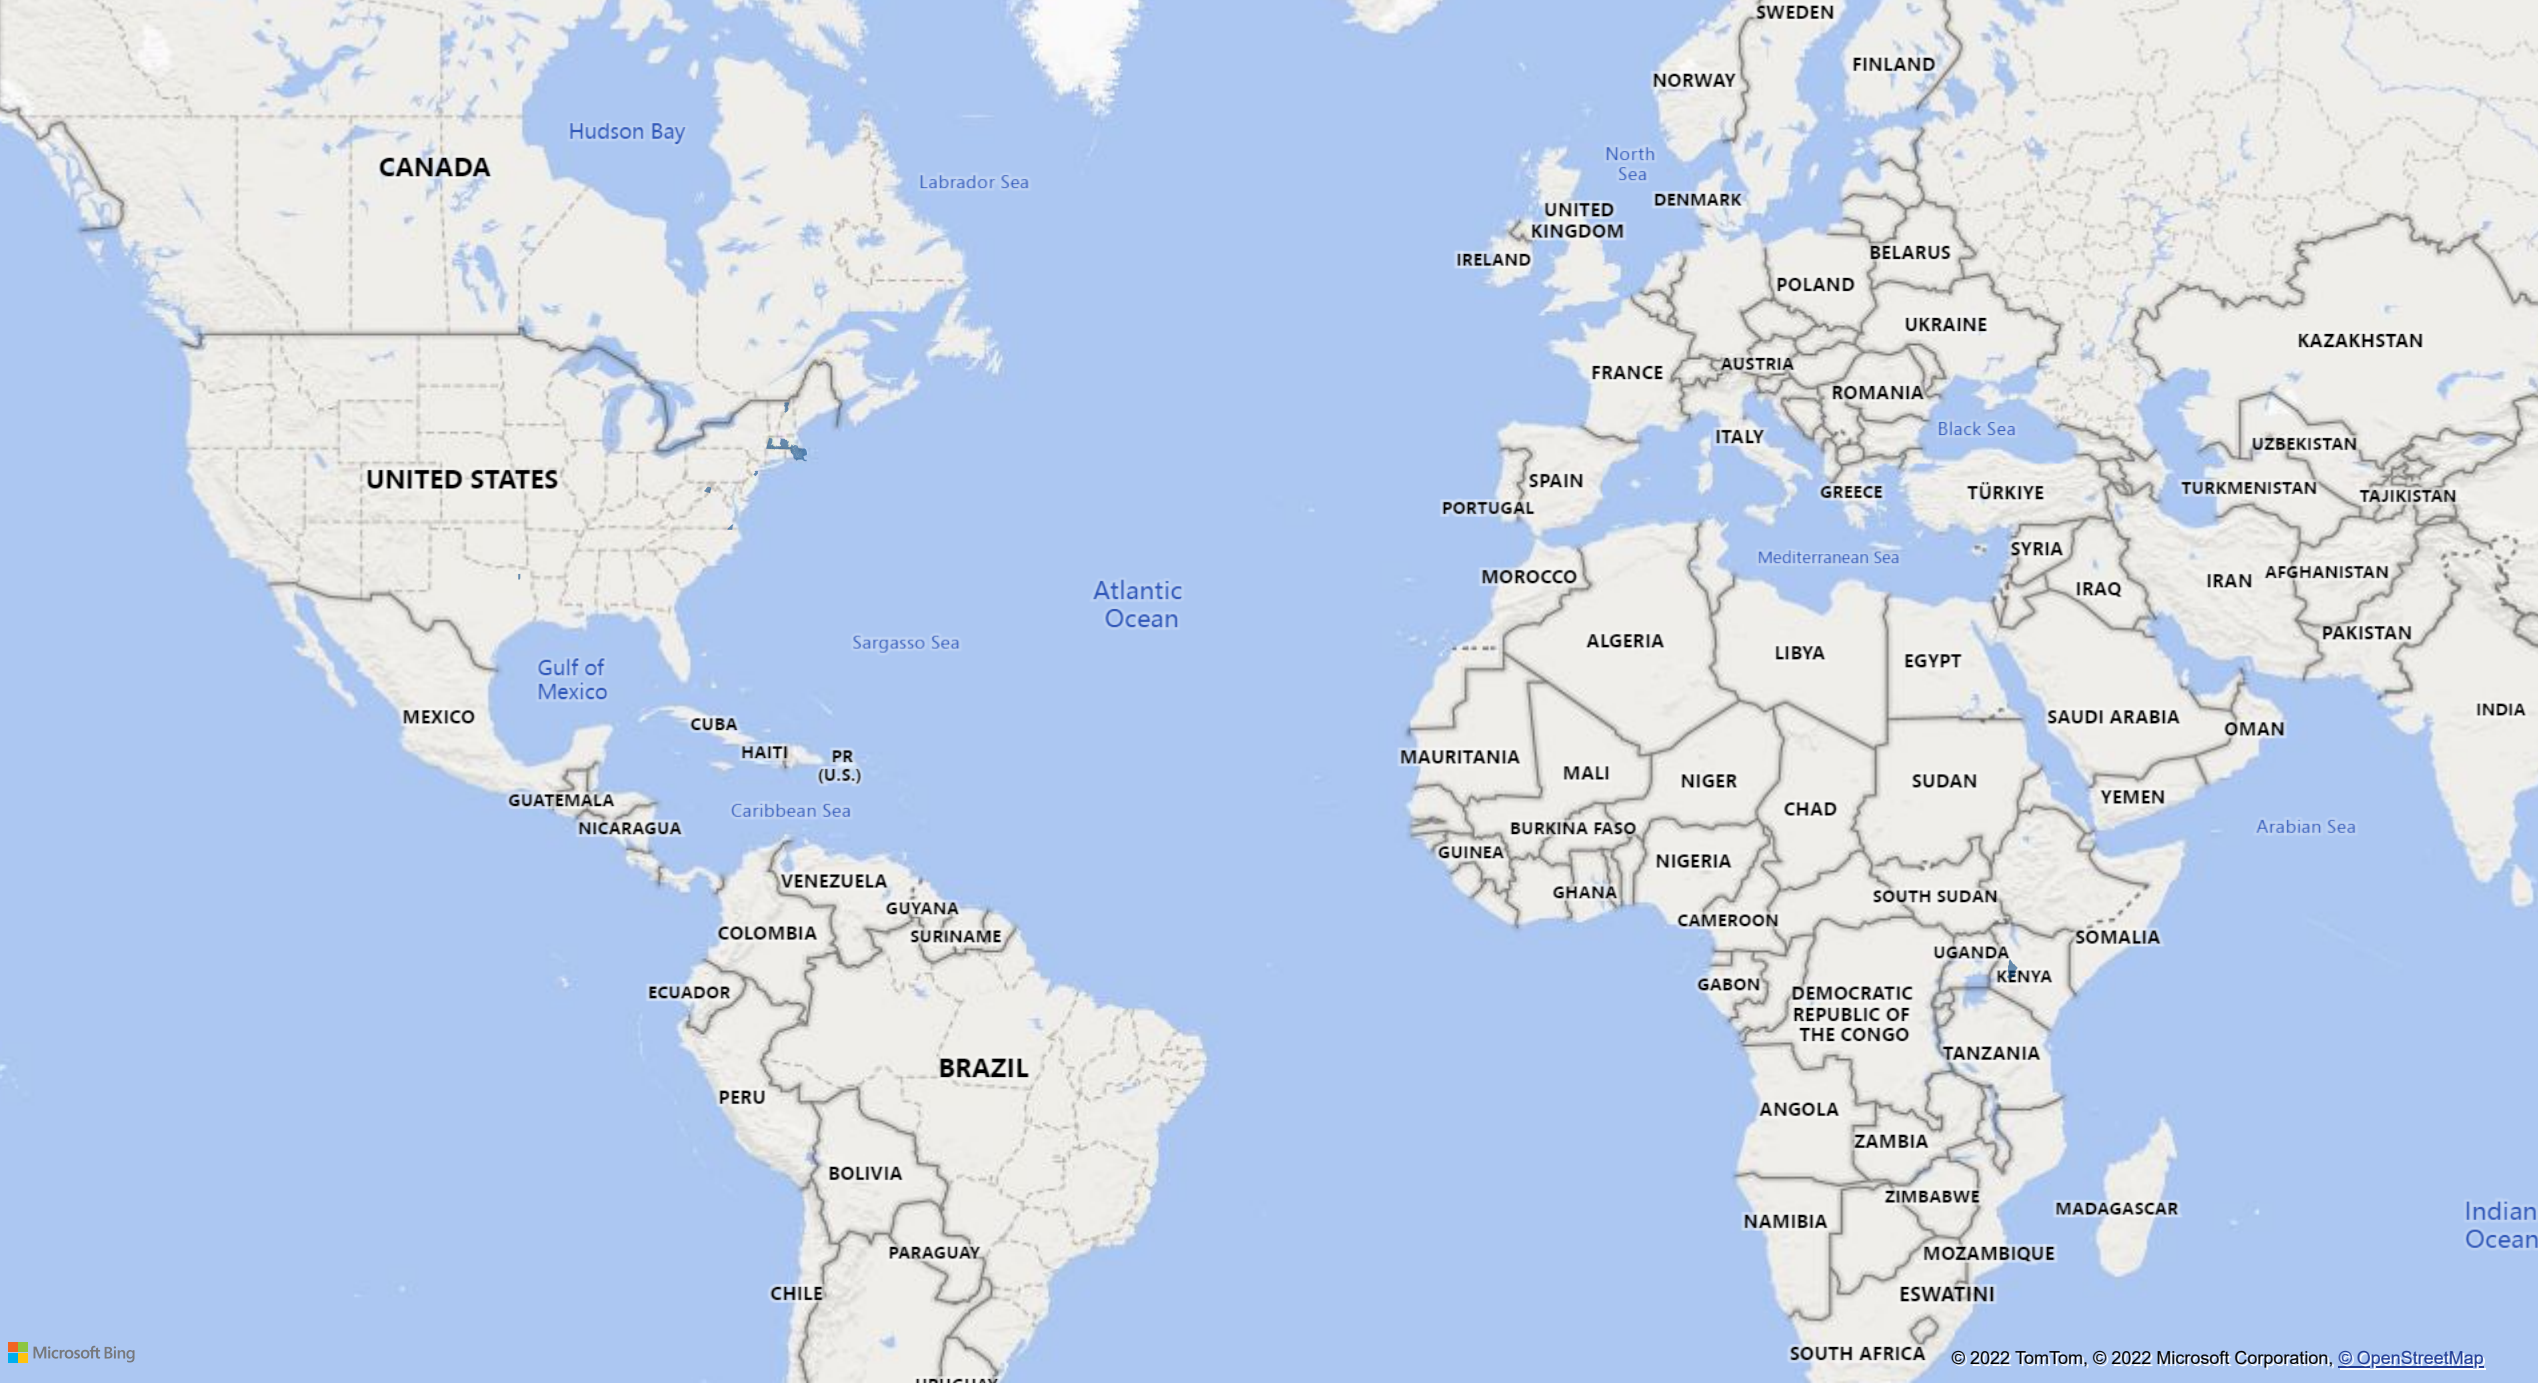 SWEDEN
FINLAND
NORWAY
Hudson Bay
CANADA
Labrador Sea
North
Sea
DENMARK
UNITED
KINGDOM
IRELAND
BELARUS
POLAND
UKRAINE
KAZAKHSTAN
FRANCE
AUSTRIA
ROMANIA
Black Sea
ITALY
UZBEKISTAN
UNITED STATES
SPAIN
GREECE
TÜRKIYE
TURKMENISTAN
TAJIKISTAN
PORTUGAL
SYRIA
Mediterranean Sea
MOROCCO
IRAQ
IRAN
AFGHANISTAN
Atlantic
Ocean
PAKISTAN
Sargasso Sea
ALGERIA
LIBYA
EGYPT
Gulf of
Mexico
INDIA
MEXICO
CUBA
SAUDI ARABIA
OMAN
HAITI
PR
(U.S.)
MAURITANIA
MALI
NIGER
SUDAN
GUATEMALA
Caribbean Sea
CHAD
YEMEN
NICARAGUA
BURKINA FASO
Arabian Sea
GUINEA
NIGERIA
VENEZUELA
GHANA
SOUTH SUDAN
GUYANA
CAMEROON
COLOMBIA
SURINAME
SOMALIA
UGANDA
KENYA
ECUADOR
GABON
DEMOCRATIC
REPUBLIC OF
THE CONGO
TANZANIA
BRAZIL
PERU
ANGOLA
ZAMBIA
BOLIVIA
ZIMBABWE
MADAGASCAR
NAMIBIA
Indian
Ocean
PARAGUAY
MOZAMBIQUE
CHILE
ESWATINI
Microsoft Bing
SOUTH AFRICA
© 2022 TomTom, © 2022 Microsoft Corporation, © OpenStreetMap
URUGUAY